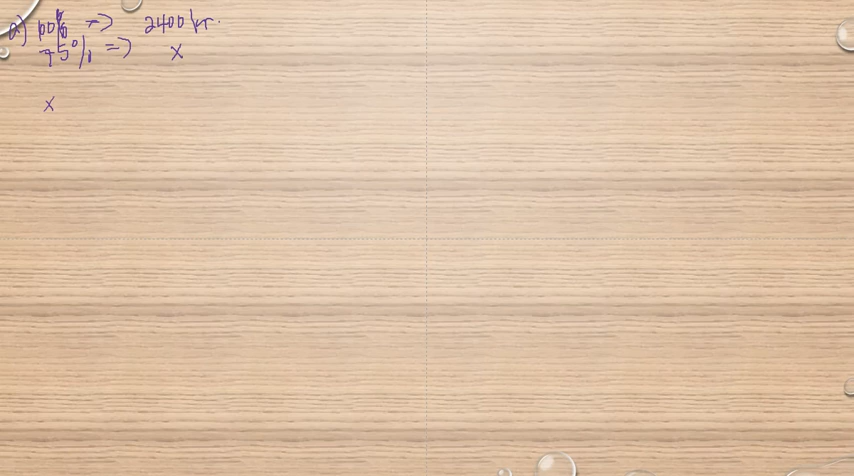 a) 100% => 2400 kr.
75% => x
x